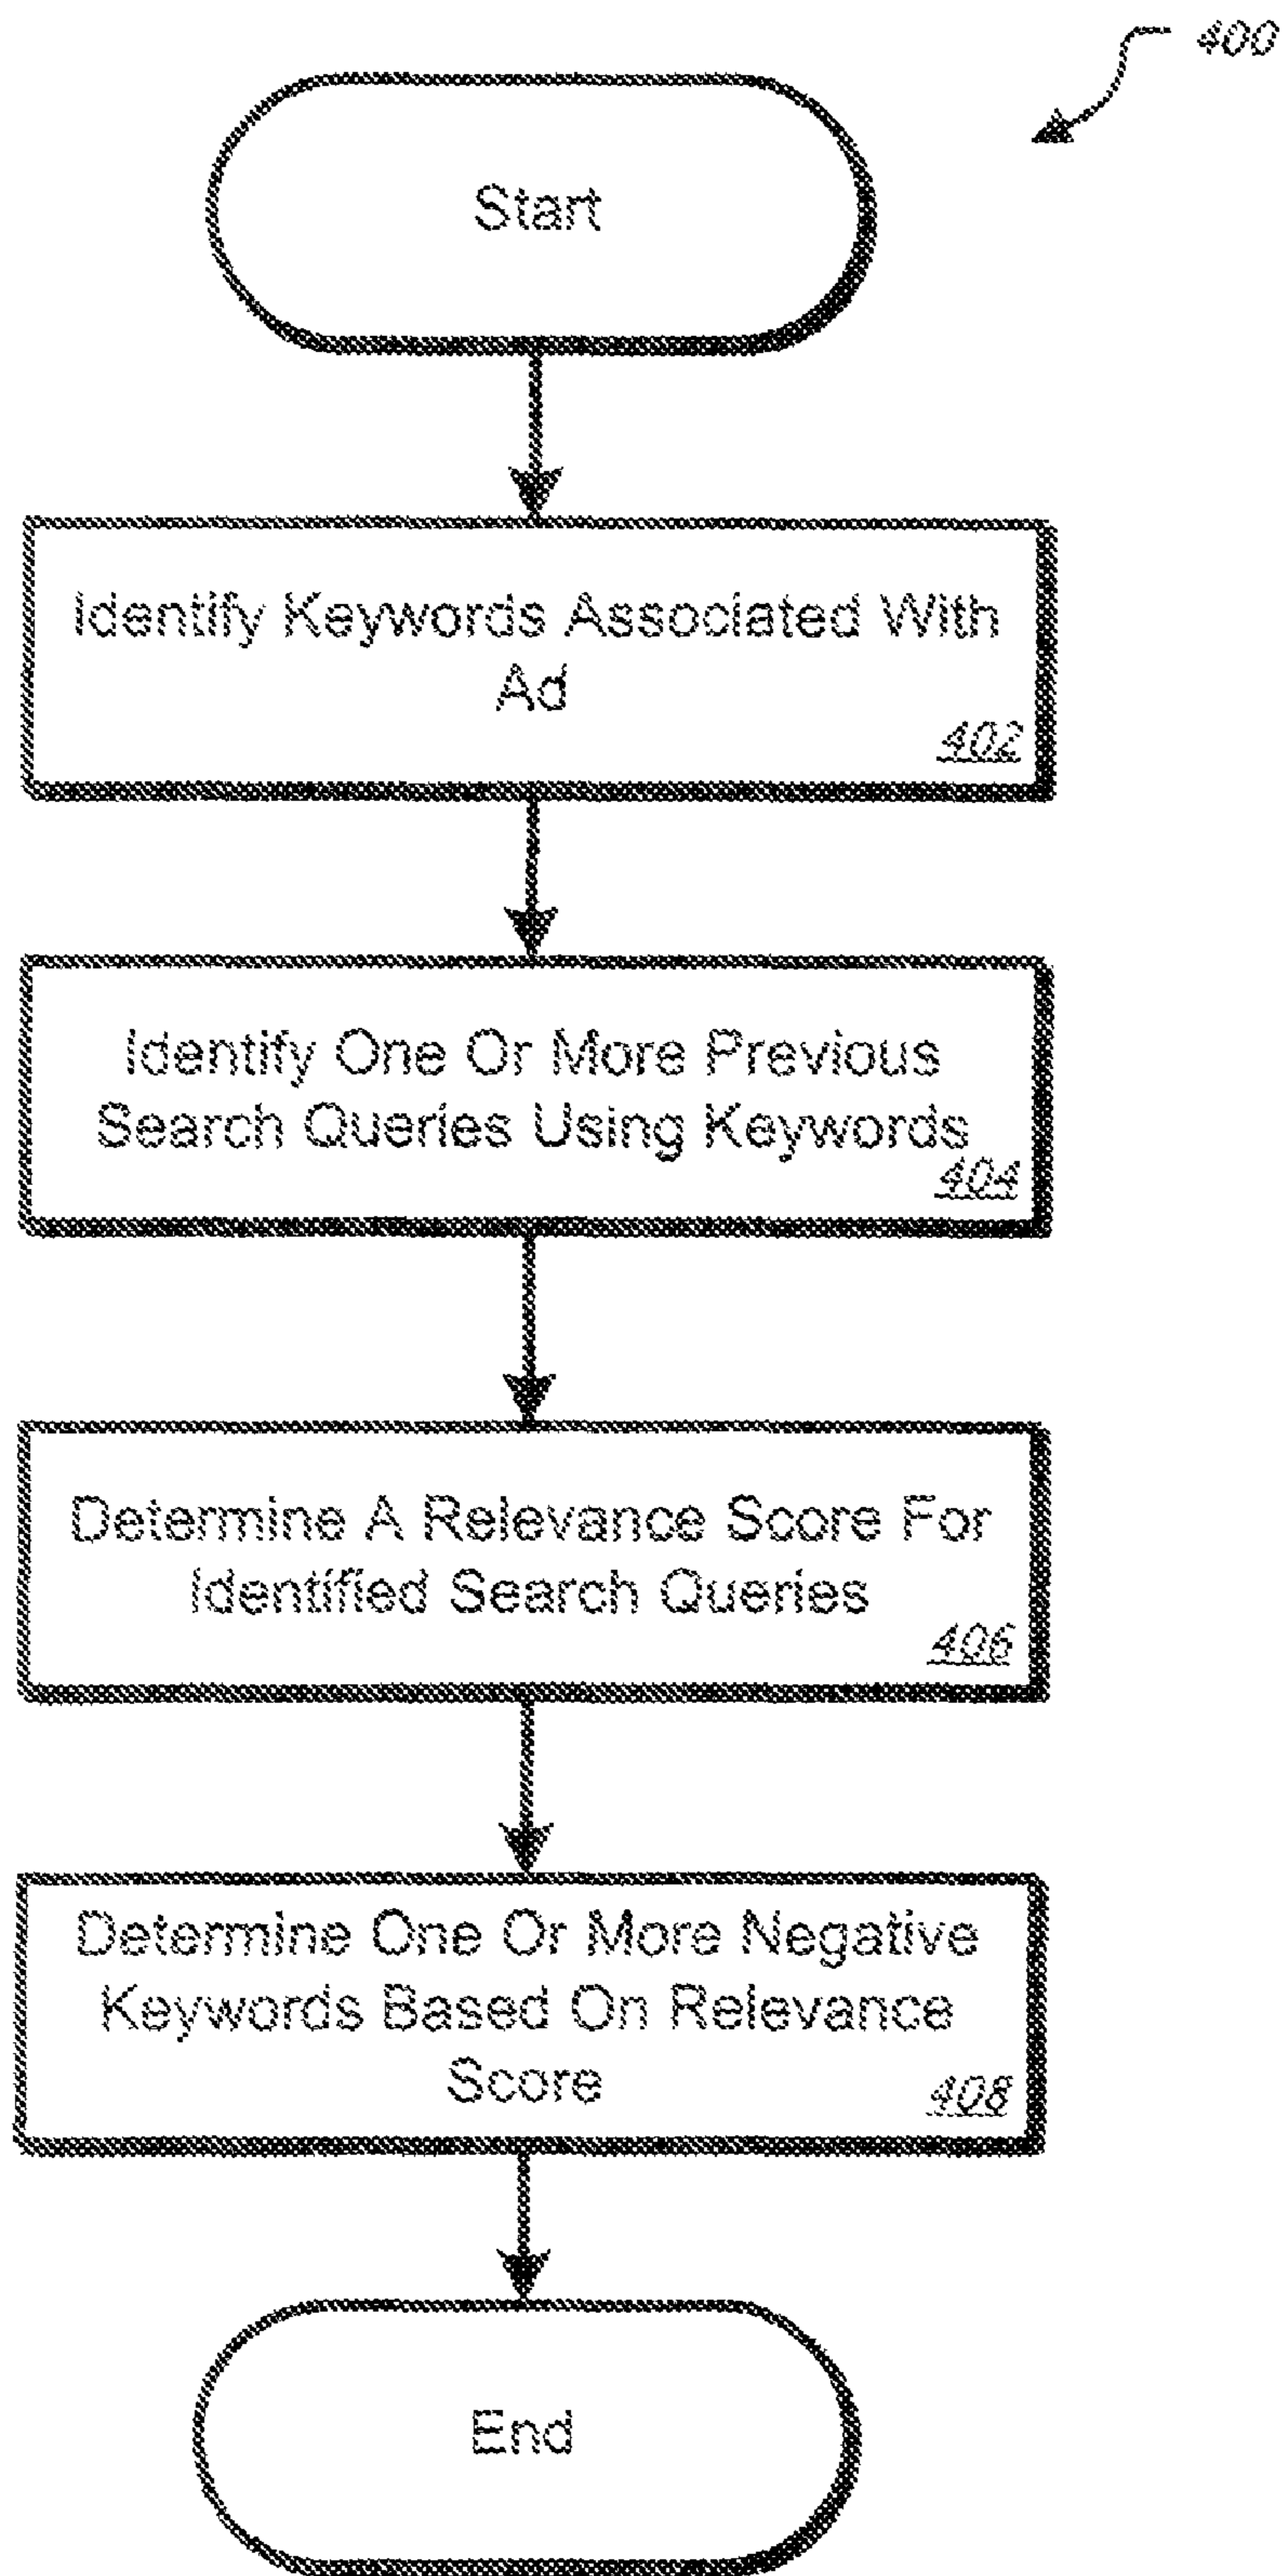 400
Start
Identify Keywords Associated With
Ad
402
Identify One Or More Previous
Search Queries Using Keywords
404
Determine A Relevance Score For
Identified Search Queries
406
Determine One Or More Negative
Keywords Based On Relevance
Score
408
End